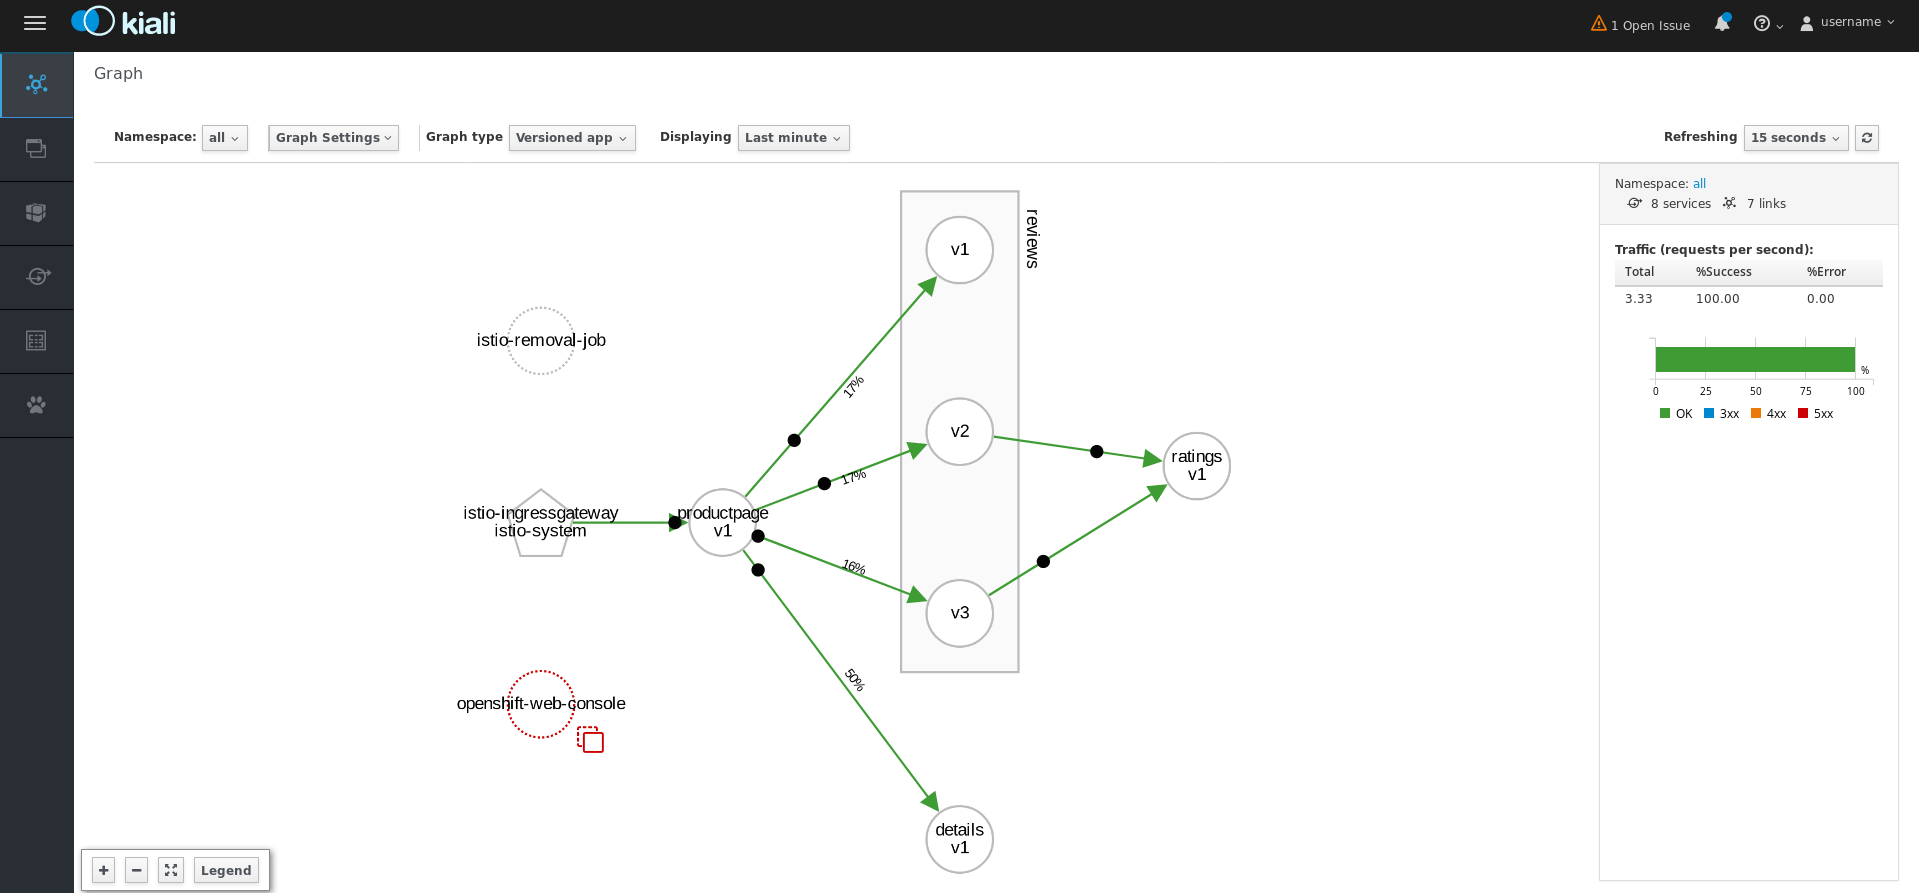 kiali
1 Open Issue
username
Graph
Namespace: all Graph Settings Graph type Versioned app Displaying Last minute
Refreshing 15 seconds
Namespace: all
8 services 7 links
Traffic (requests per second):
Total %Success %Error
3.33 100.00 0.00
%
0 25 50 75 100
OK 3xx 4xx 5xx
reviews
v1
istio-removal-job
17%
v2
17%
ratings
v1
istio-ingressgateway
istio-system
productpage
v1
16%
v3
50%
openshift-web-console
details
v1
Legend